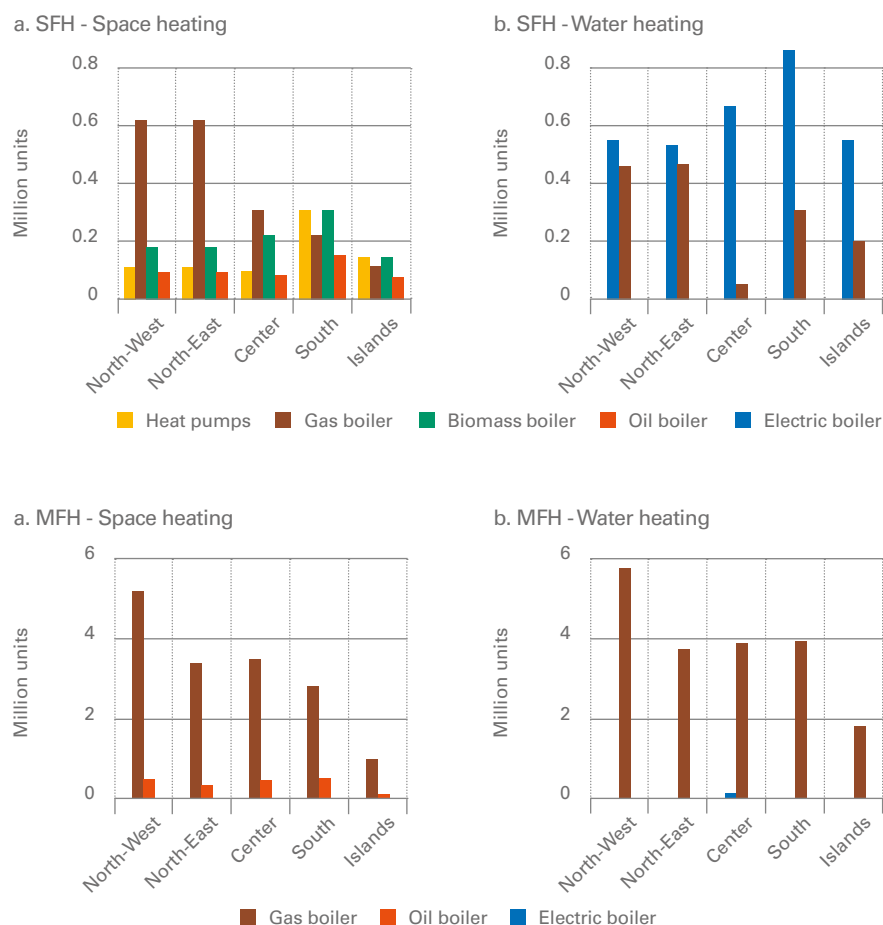 a. SFH - Space heating
Million units
0.8
0.6
0.4
0.2
0
North-West
North-East
Center
South
Islands
b. SFH - Water heating
Million units
0.8
0.6
0.4
0.2
0
North-West
North-East
Center
South
Islands
Heat pumps Gas boiler Biomass boiler Oil boiler Electric boiler
a. MFH - Space heating
Million units
6
4
2
0
North-West
North-East
Center
South
Islands
b. MFH - Water heating
Million units
6
4
2
0
North-West
North-East
Center
South
Islands
Gas boiler Oil boiler Electric boiler